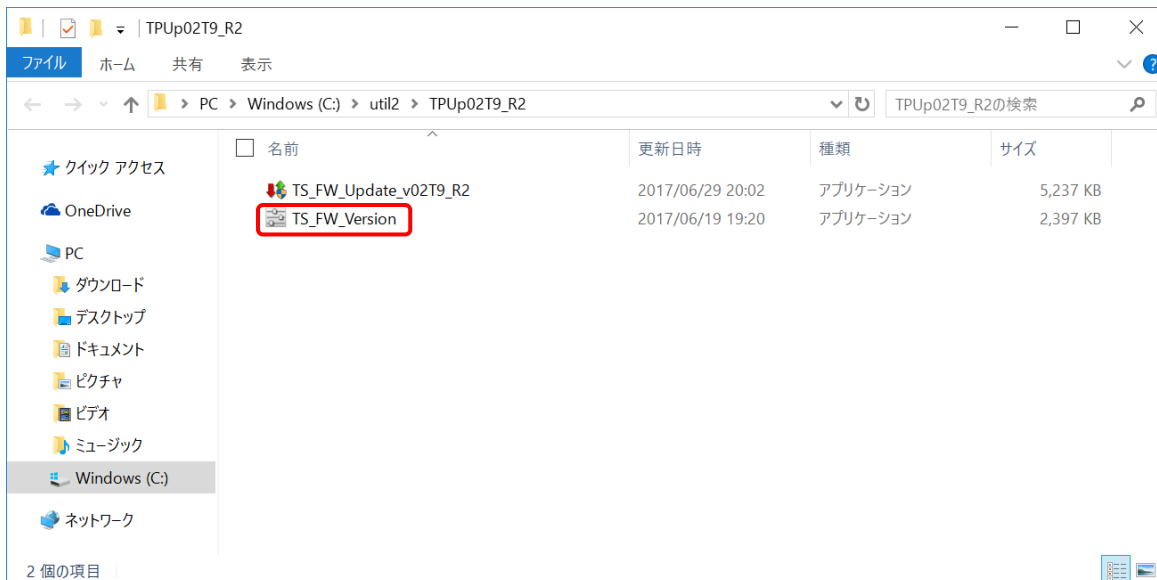 TPUp02T9_R2
ファイル ホーム 共有 表示
PC > Windows (C:) > util2 > TPUp02T9_R2 TPUp02T9_R2の検索
名前 更新日時 種類 サイズ
クイック アクセス
TS_FW_Update_v02T9_R2 2017/06/29 20:02 アプリケーション 5,237 KB
OneDrive
TS_FW_Version 2017/06/19 19:20 アプリケーション 2,397 KB
PC
ダウンロード
デスクトップ
ドキュメント
ピクチャ
ビデオ
ミュージック
Windows (C:)
ネットワーク
2 個の項目